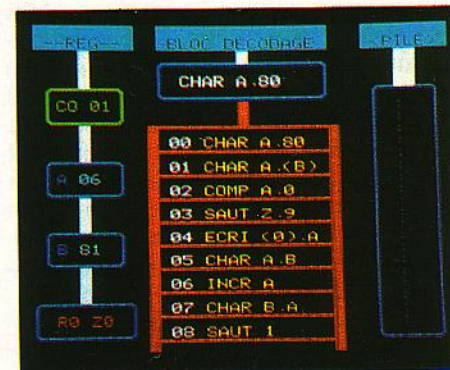 --REG--
-BLOC DECODAGE
<PILE>
CHAR A.80
CO 01
A 06
B 81
R0 Z0
00 CHAR A.80
01 CHAR A.(B)
02 COMP A.0
03 SAUT.Z.9
04 ECRI (0).A
05 CHAR A.B
06 INCR A
07 CHAR B.A
08 SAUT 1